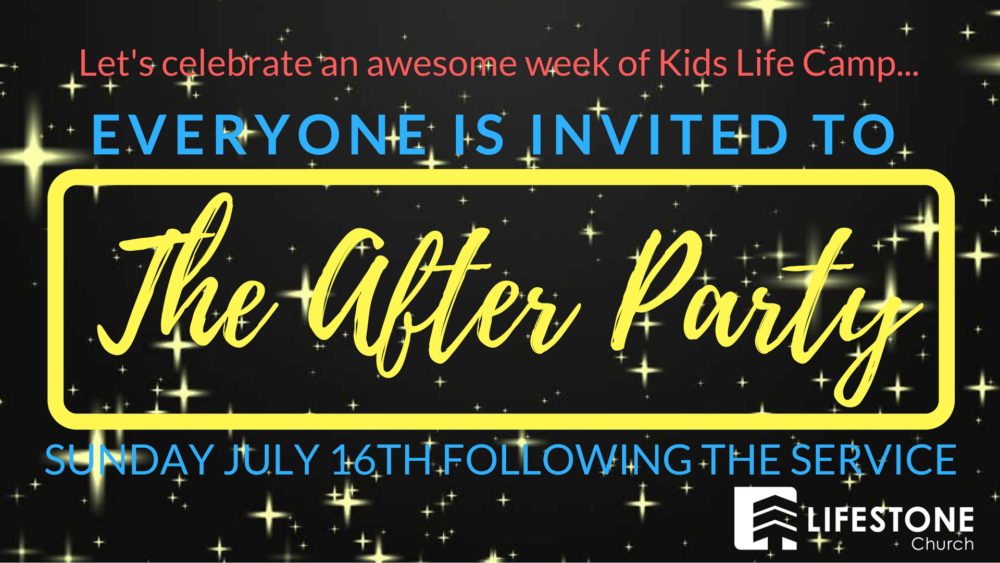 Let's celebrate an awesome week of Kids Life Camp...
EVERYONE IS INVITED TO
The After Party
SUNDAY JULY 16TH FOLLOWING THE SERVICE
LIFESTONE
Church